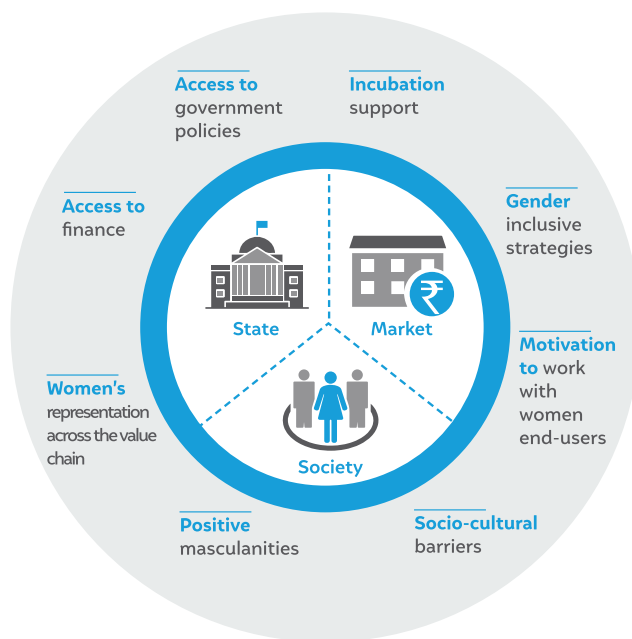 Access to
government
policies
Incubation
support
Access to
finance
Gender
inclusive
strategies
State
Market
₹
Motivation
to work
with
women
end-users
Women's
representation
across the value
chain
Society
Positive
masculanities
Socio-cultural
barriers